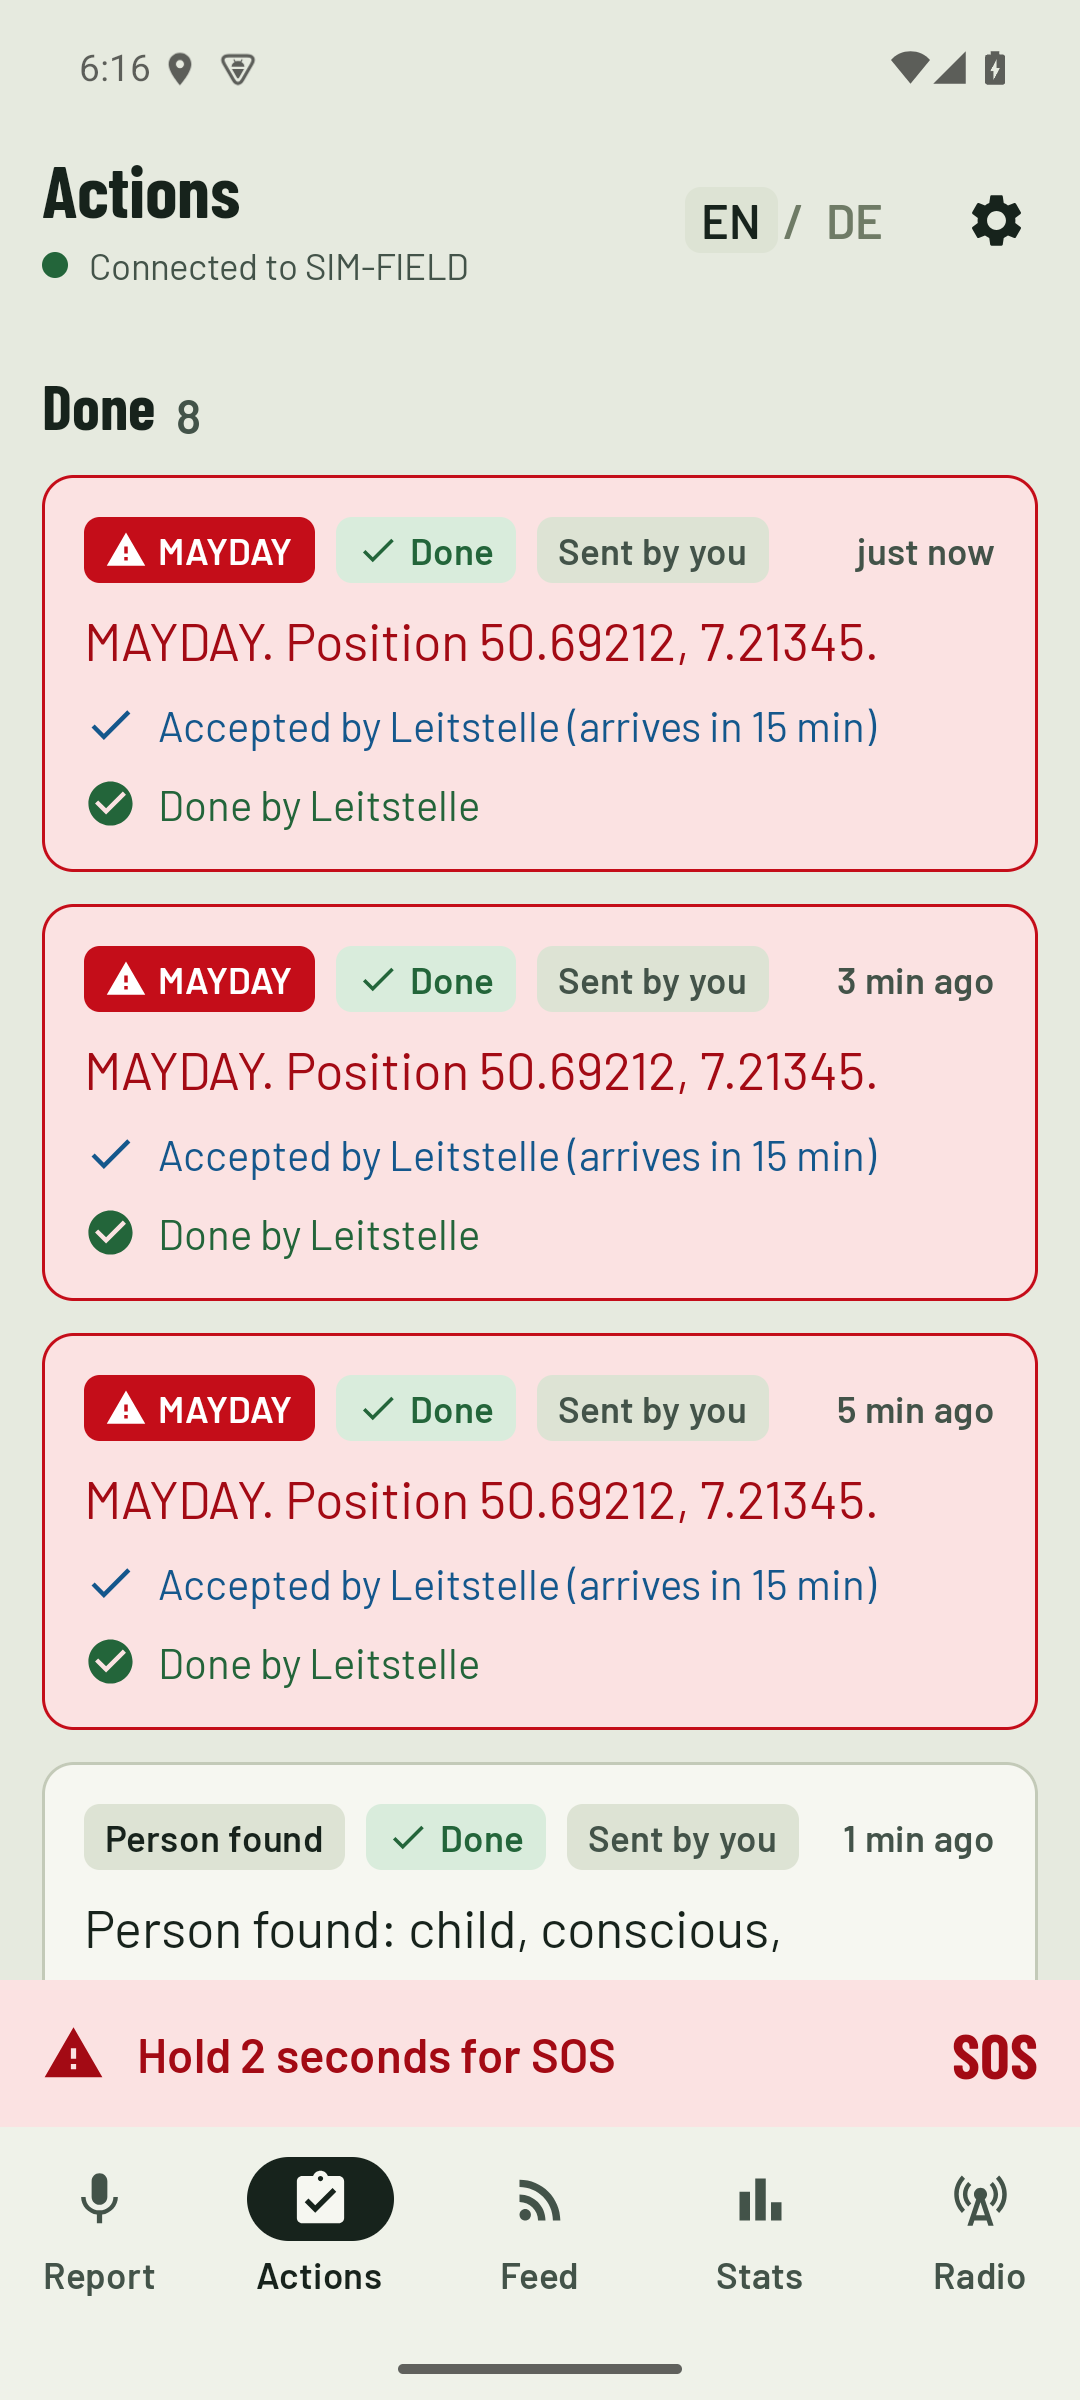 6:16
Actions
EN / DE
Connected to SIM-FIELD
Done 8
MAYDAY Done Sent by you just now
MAYDAY. Position 50.69212, 7.21345.
Accepted by Leitstelle (arrives in 15 min)
Done by Leitstelle
MAYDAY Done Sent by you 3 min ago
MAYDAY. Position 50.69212, 7.21345.
Accepted by Leitstelle (arrives in 15 min)
Done by Leitstelle
MAYDAY Done Sent by you 5 min ago
MAYDAY. Position 50.69212, 7.21345.
Accepted by Leitstelle (arrives in 15 min)
Done by Leitstelle
Person found Done Sent by you 1 min ago
Person found: child, conscious,
Hold 2 seconds for SOS SOS
Report Actions Feed Stats Radio